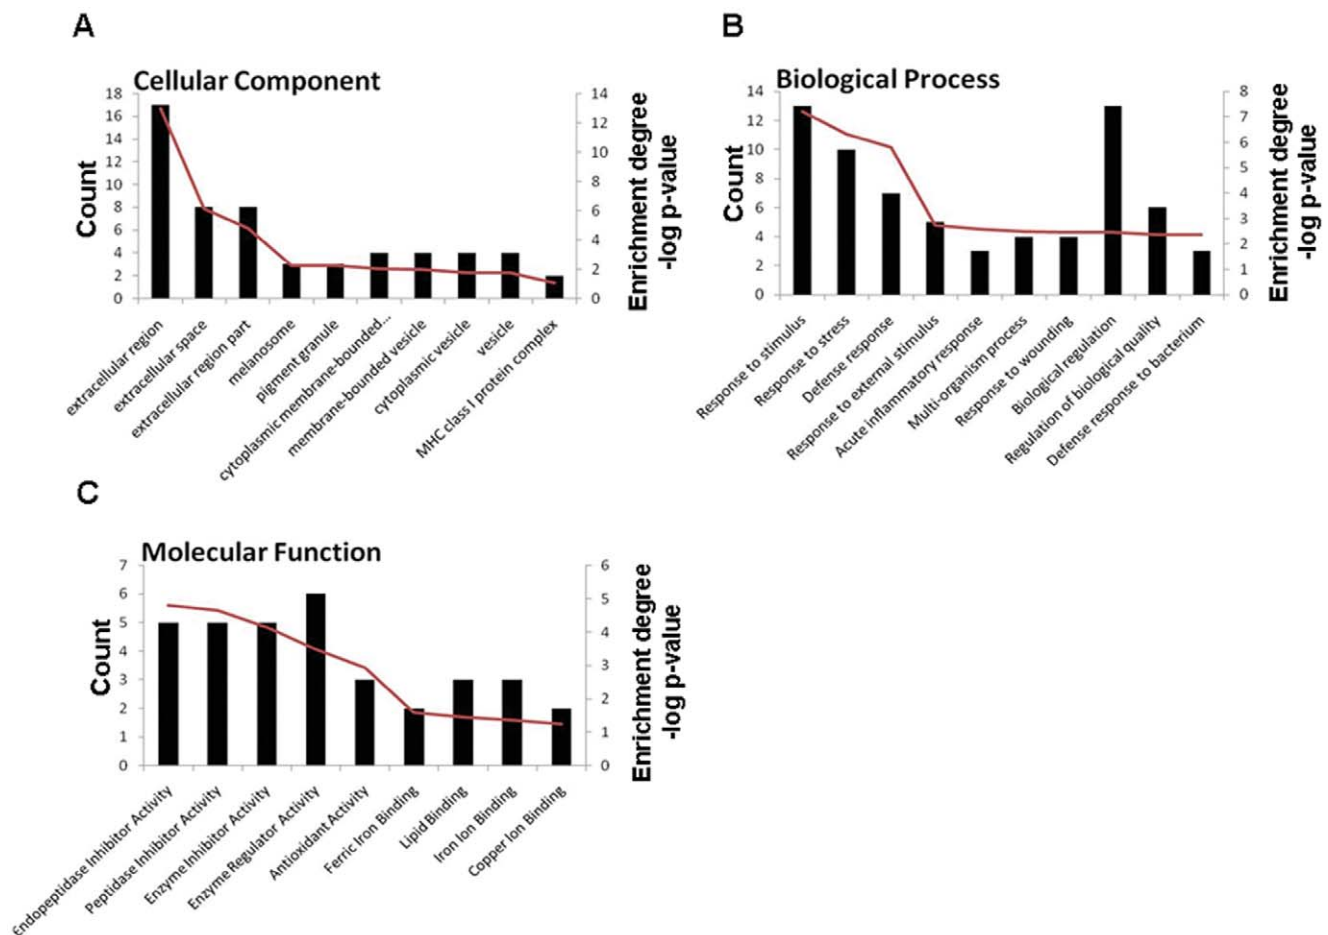 A
Cellular Component
Count
18
16
14
12
10
8
6
4
2
0
14
12
10
8
6
4
2
0
Enrichment degree
-log p-value
extracellular region
extracellular space
extracellular region part
melanosome
pigment granule
cytoplasmic membrane-bounded...
membrane-bounded vesicle
cytoplasmic vesicle
vesicle
MHC class I protein complex
B
Biological Process
Count
14
12
10
8
6
4
2
0
8
7
6
5
4
3
2
1
0
Enrichment degree
-log p-value
Response to stimulus
Response to stress
Defense response
Response to external stimulus
Acute inflammatory response
Multi-organism process
Response to wounding
Biological regulation
Regulation of biological quality
Defense response to bacterium
C
Molecular Function
Count
7
6
5
4
3
2
1
0
6
5
4
3
2
1
0
Enrichment degree
-log p-value
Endopeptidase Inhibitor Activity
Peptidase Inhibitor Activity
Enzyme Inhibitor Activity
Enzyme Regulator Activity
Antioxidant Activity
Ferric Iron Binding
Lipid Binding
Iron Ion Binding
Copper Ion Binding